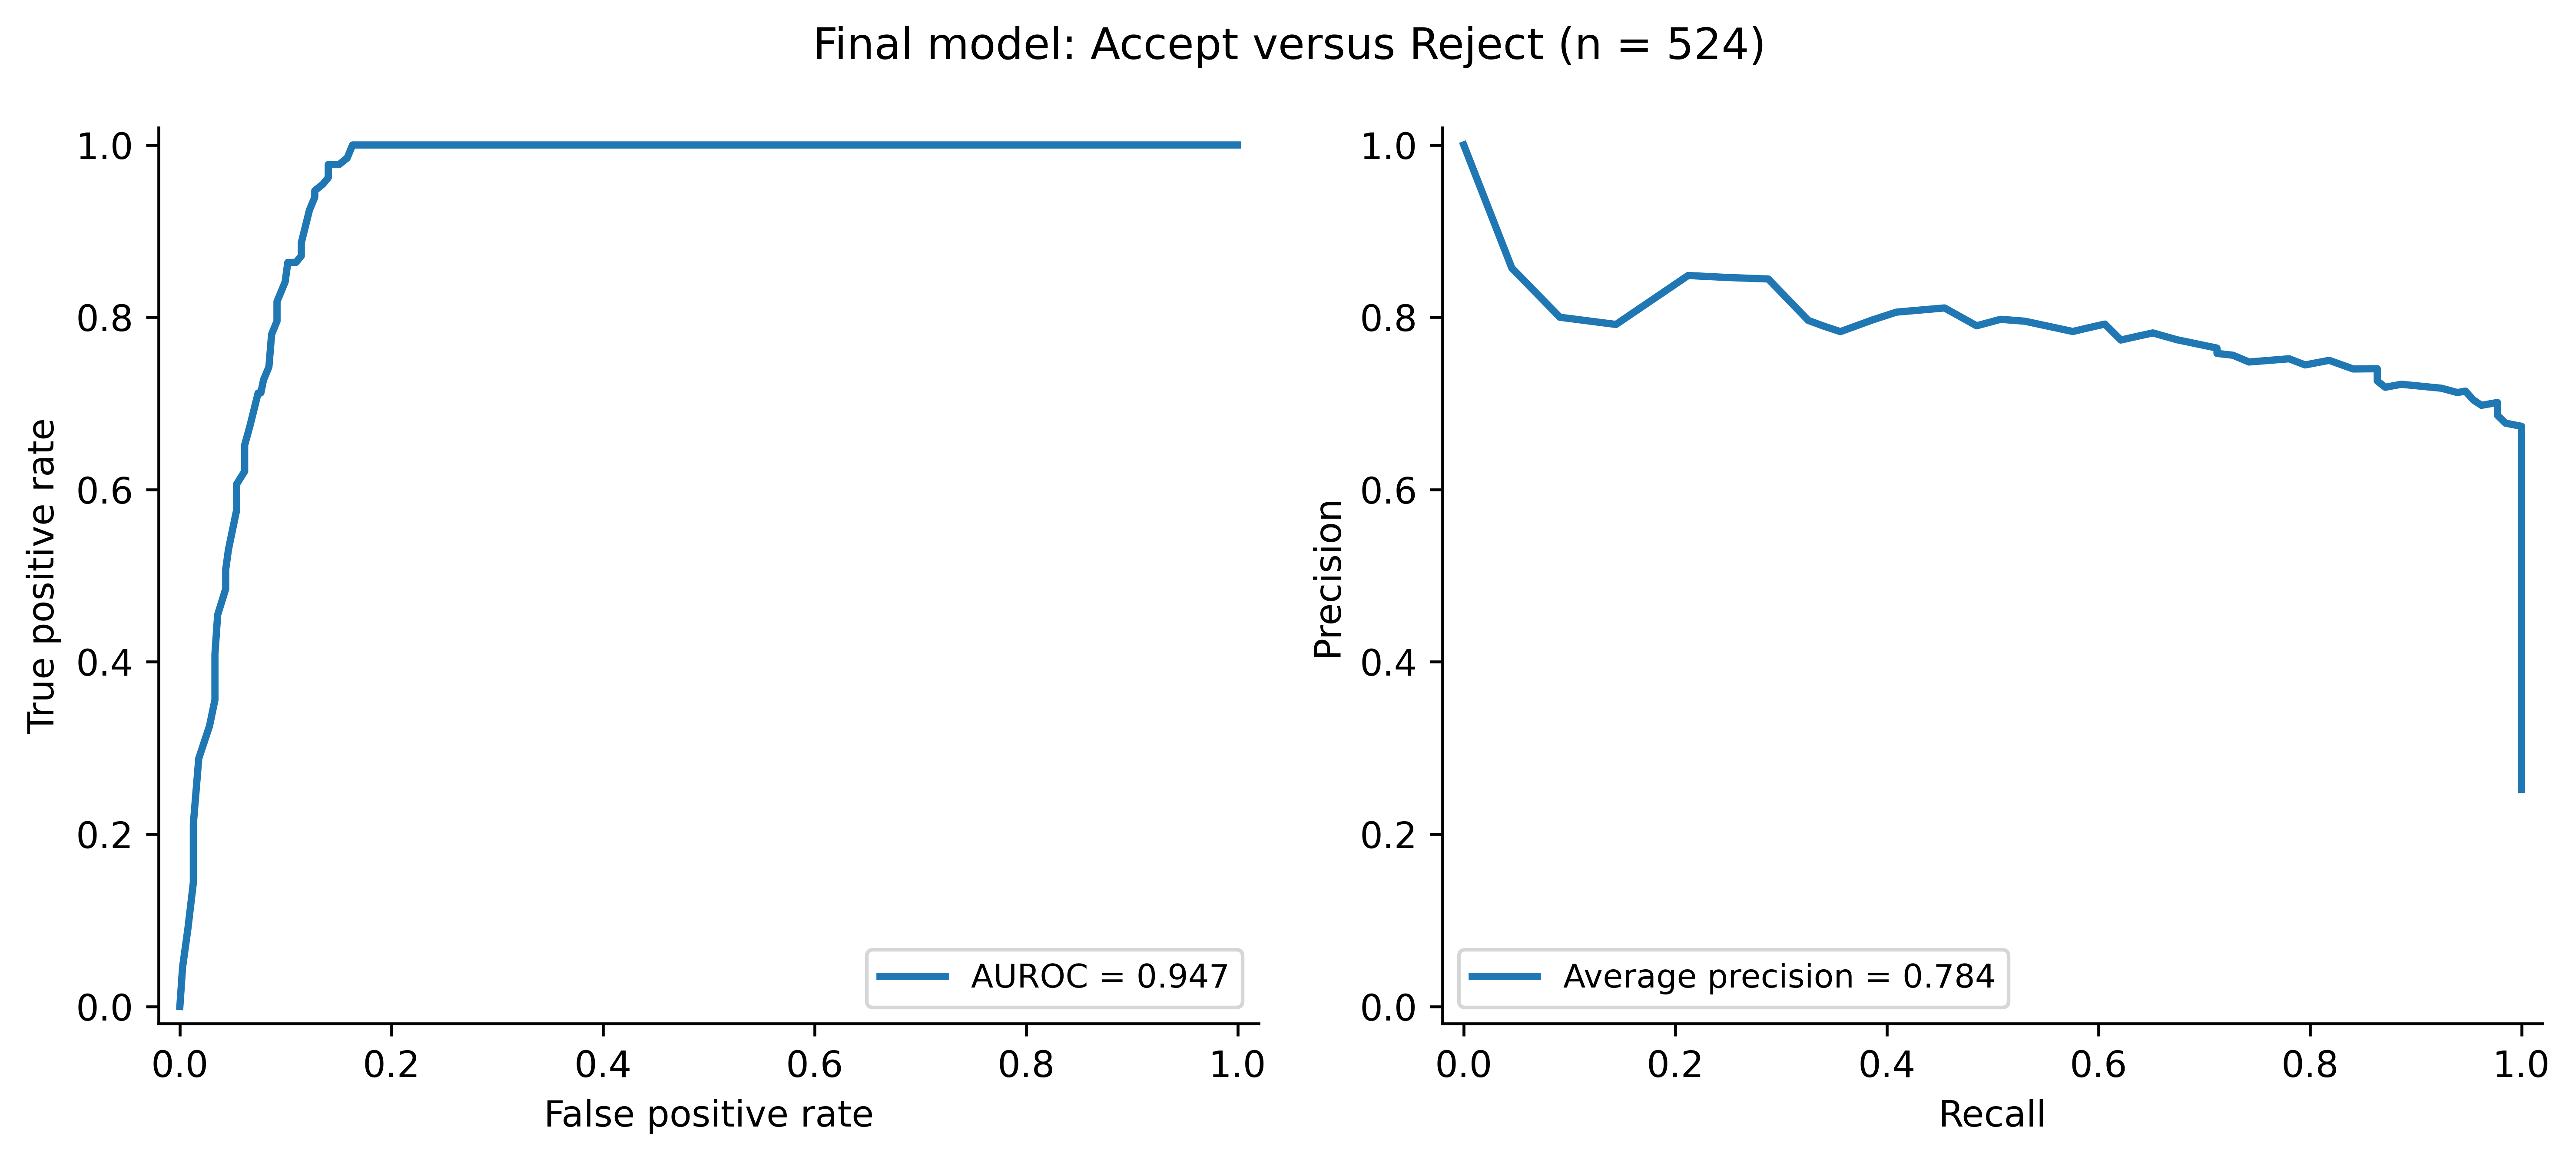 Final model: Accept versus Reject (n = 524)
True positive rate
1.0
0.8
0.6
0.4
0.2
0.0
AUROC = 0.947
0.0 0.2 0.4 0.6 0.8 1.0
False positive rate
Precision
1.0
0.8
0.6
0.4
0.2
0.0
Average precision = 0.784
0.0 0.2 0.4 0.6 0.8 1.0
Recall